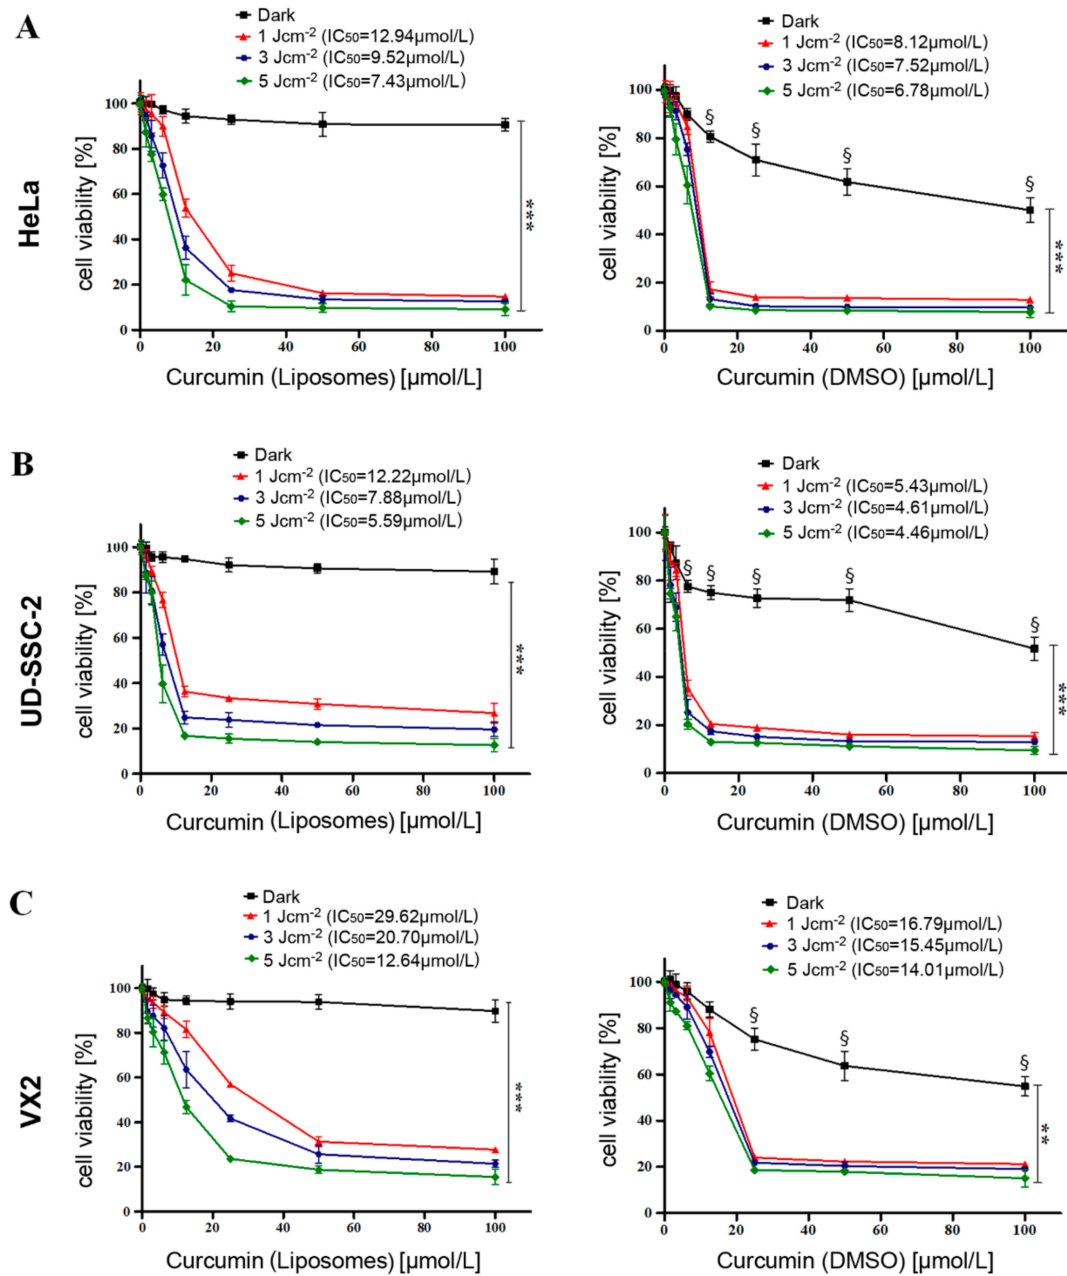 A
HeLa
Dark
1 Jcm-2 (IC50=12.94µmol/L)
3 Jcm-2 (IC50=9.52µmol/L)
5 Jcm-2 (IC50=7.43µmol/L)
cell viability [%]
100
80
60
40
20
0
***
0 20 40 60 80 100
Curcumin (Liposomes) [µmol/L]
Dark
1 Jcm-2 (IC50=8.12µmol/L)
3 Jcm-2 (IC50=7.52µmol/L)
5 Jcm-2 (IC50=6.78µmol/L)
cell viability [%]
100
80
60
40
20
0
§ § § §
***
0 20 40 60 80 100
Curcumin (DMSO) [µmol/L]
B
UD-SSC-2
Dark
1 Jcm-2 (IC50=12.22µmol/L)
3 Jcm-2 (IC50=7.88µmol/L)
5 Jcm-2 (IC50=5.59µmol/L)
cell viability [%]
100
80
60
40
20
0
***
0 20 40 60 80 100
Curcumin (Liposomes) [µmol/L]
Dark
1 Jcm-2 (IC50=5.43µmol/L)
3 Jcm-2 (IC50=4.61µmol/L)
5 Jcm-2 (IC50=4.46µmol/L)
cell viability [%]
100
80
60
40
20
0
§ § § § §
***
0 20 40 60 80 100
Curcumin (DMSO) [µmol/L]
C
VX2
Dark
1 Jcm-2 (IC50=29.62µmol/L)
3 Jcm-2 (IC50=20.70µmol/L)
5 Jcm-2 (IC50=12.64µmol/L)
cell viability [%]
100
80
60
40
20
0
***
0 20 40 60 80 100
Curcumin (Liposomes) [µmol/L]
Dark
1 Jcm-2 (IC50=16.79µmol/L)
3 Jcm-2 (IC50=15.45µmol/L)
5 Jcm-2 (IC50=14.01µmol/L)
cell viability [%]
100
80
60
40
20
0
§ § §
**
0 20 40 60 80 100
Curcumin (DMSO) [µmol/L]